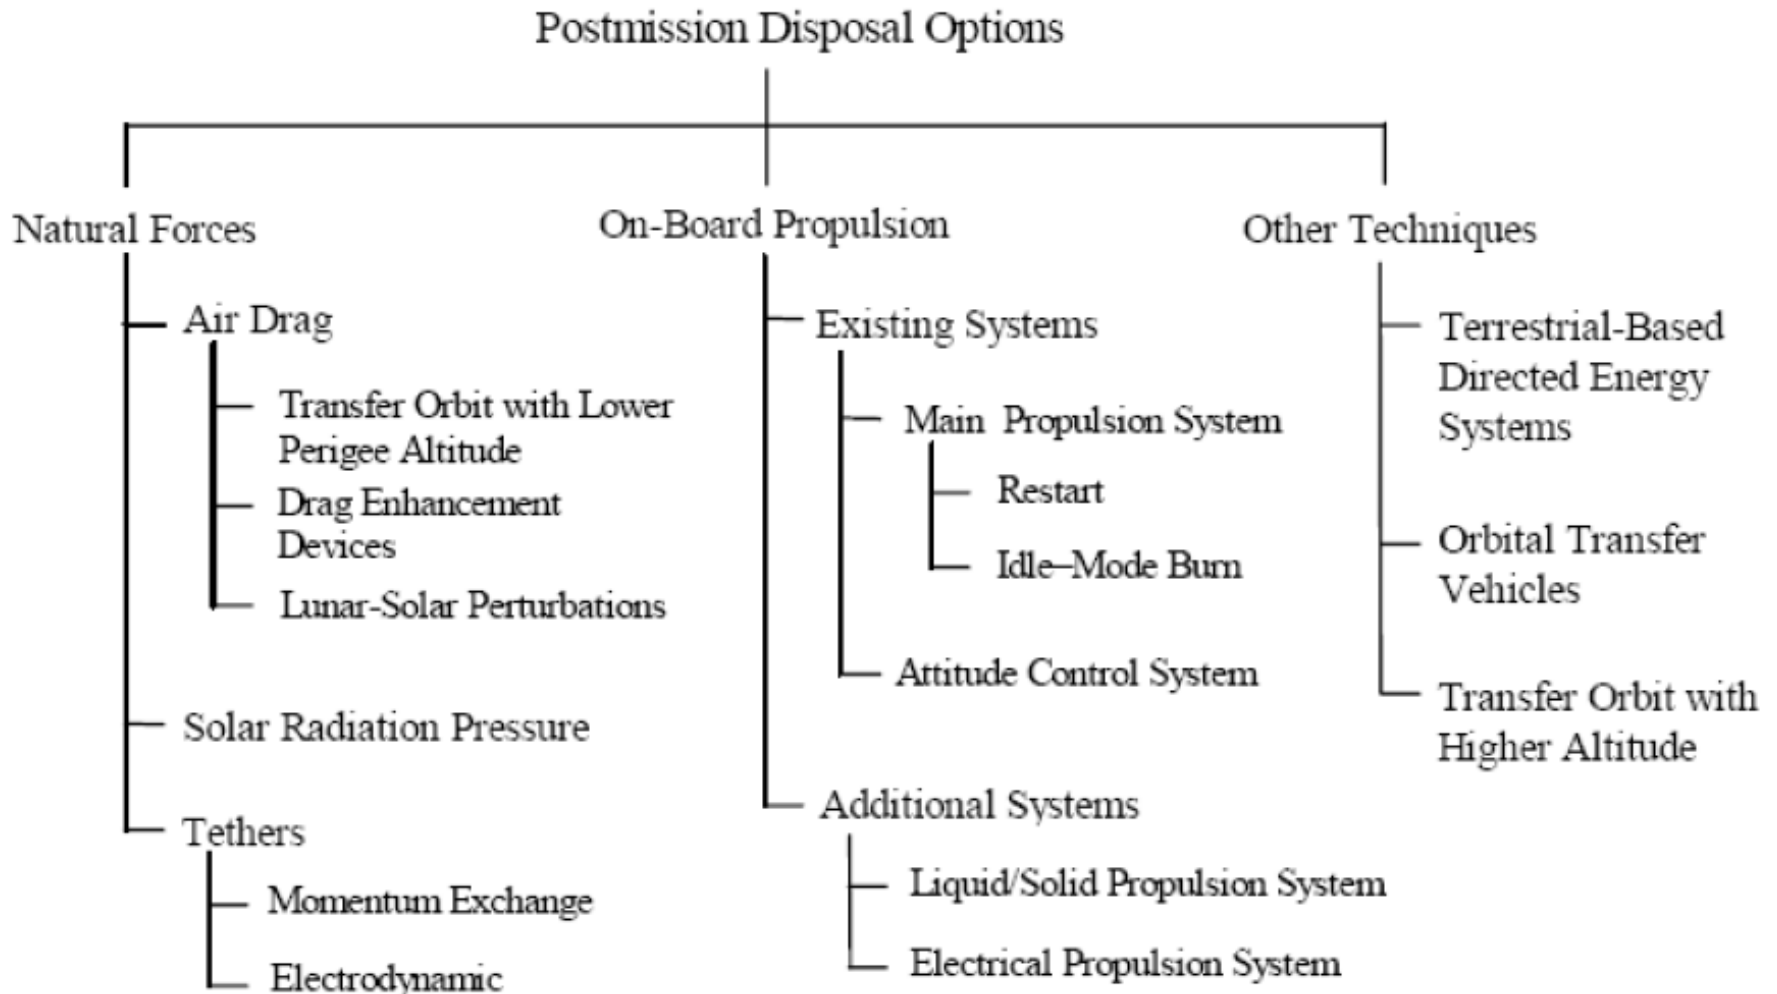 Postmission Disposal Options
Natural Forces
Air Drag
Transfer Orbit with Lower
Perigee Altitude
Drag Enhancement
Devices
Lunar-Solar Perturbations
Solar Radiation Pressure
Tethers
Momentum Exchange
Electrodynamic
On-Board Propulsion
Existing Systems
Main Propulsion System
Restart
Idle–Mode Burn
Attitude Control System
Additional Systems
Liquid/Solid Propulsion System
Electrical Propulsion System
Other Techniques
Terrestrial-Based
Directed Energy
Systems
Orbital Transfer
Vehicles
Transfer Orbit with
Higher Altitude